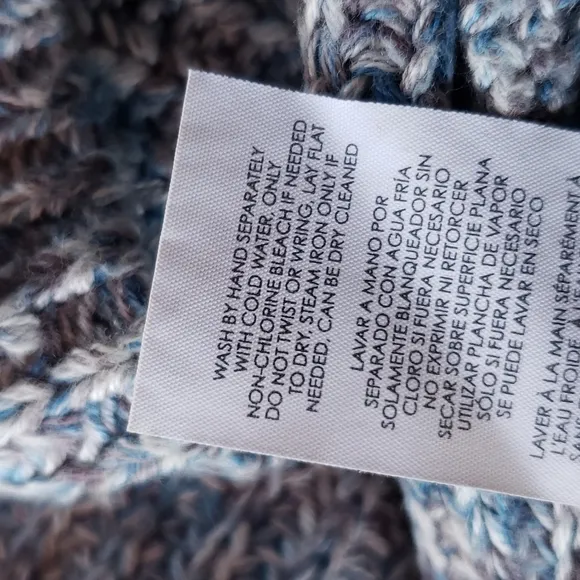 WASH BY HAND SEPARATELY
WITH COLD WATER, ONLY
NON-CHLORINE BLEACH IF NEEDED
DO NOT TWIST OR WRING, LAY FLAT
TO DRY, STEAM IRON ONLY IF
NEEDED, CAN BE DRY CLEANED
LAVAR A MANO POR
SEPARADO CON AGUA FRÍA
SOLAMENTE BLANQUEADOR SIN
CLORO SI FUERA NECESARIO
NO EXPRIMIR NI RETORCER
SECAR SOBRE SUPERFICIE PLANA
UTILIZAR PLANCHA DE VAPOR
SÓLO SI FUERA NECESARIO
SE PUEDE LAVAR EN SECO
LAVER À LA MAIN SÉPARÉMENT À
L'EAU FROIDE,